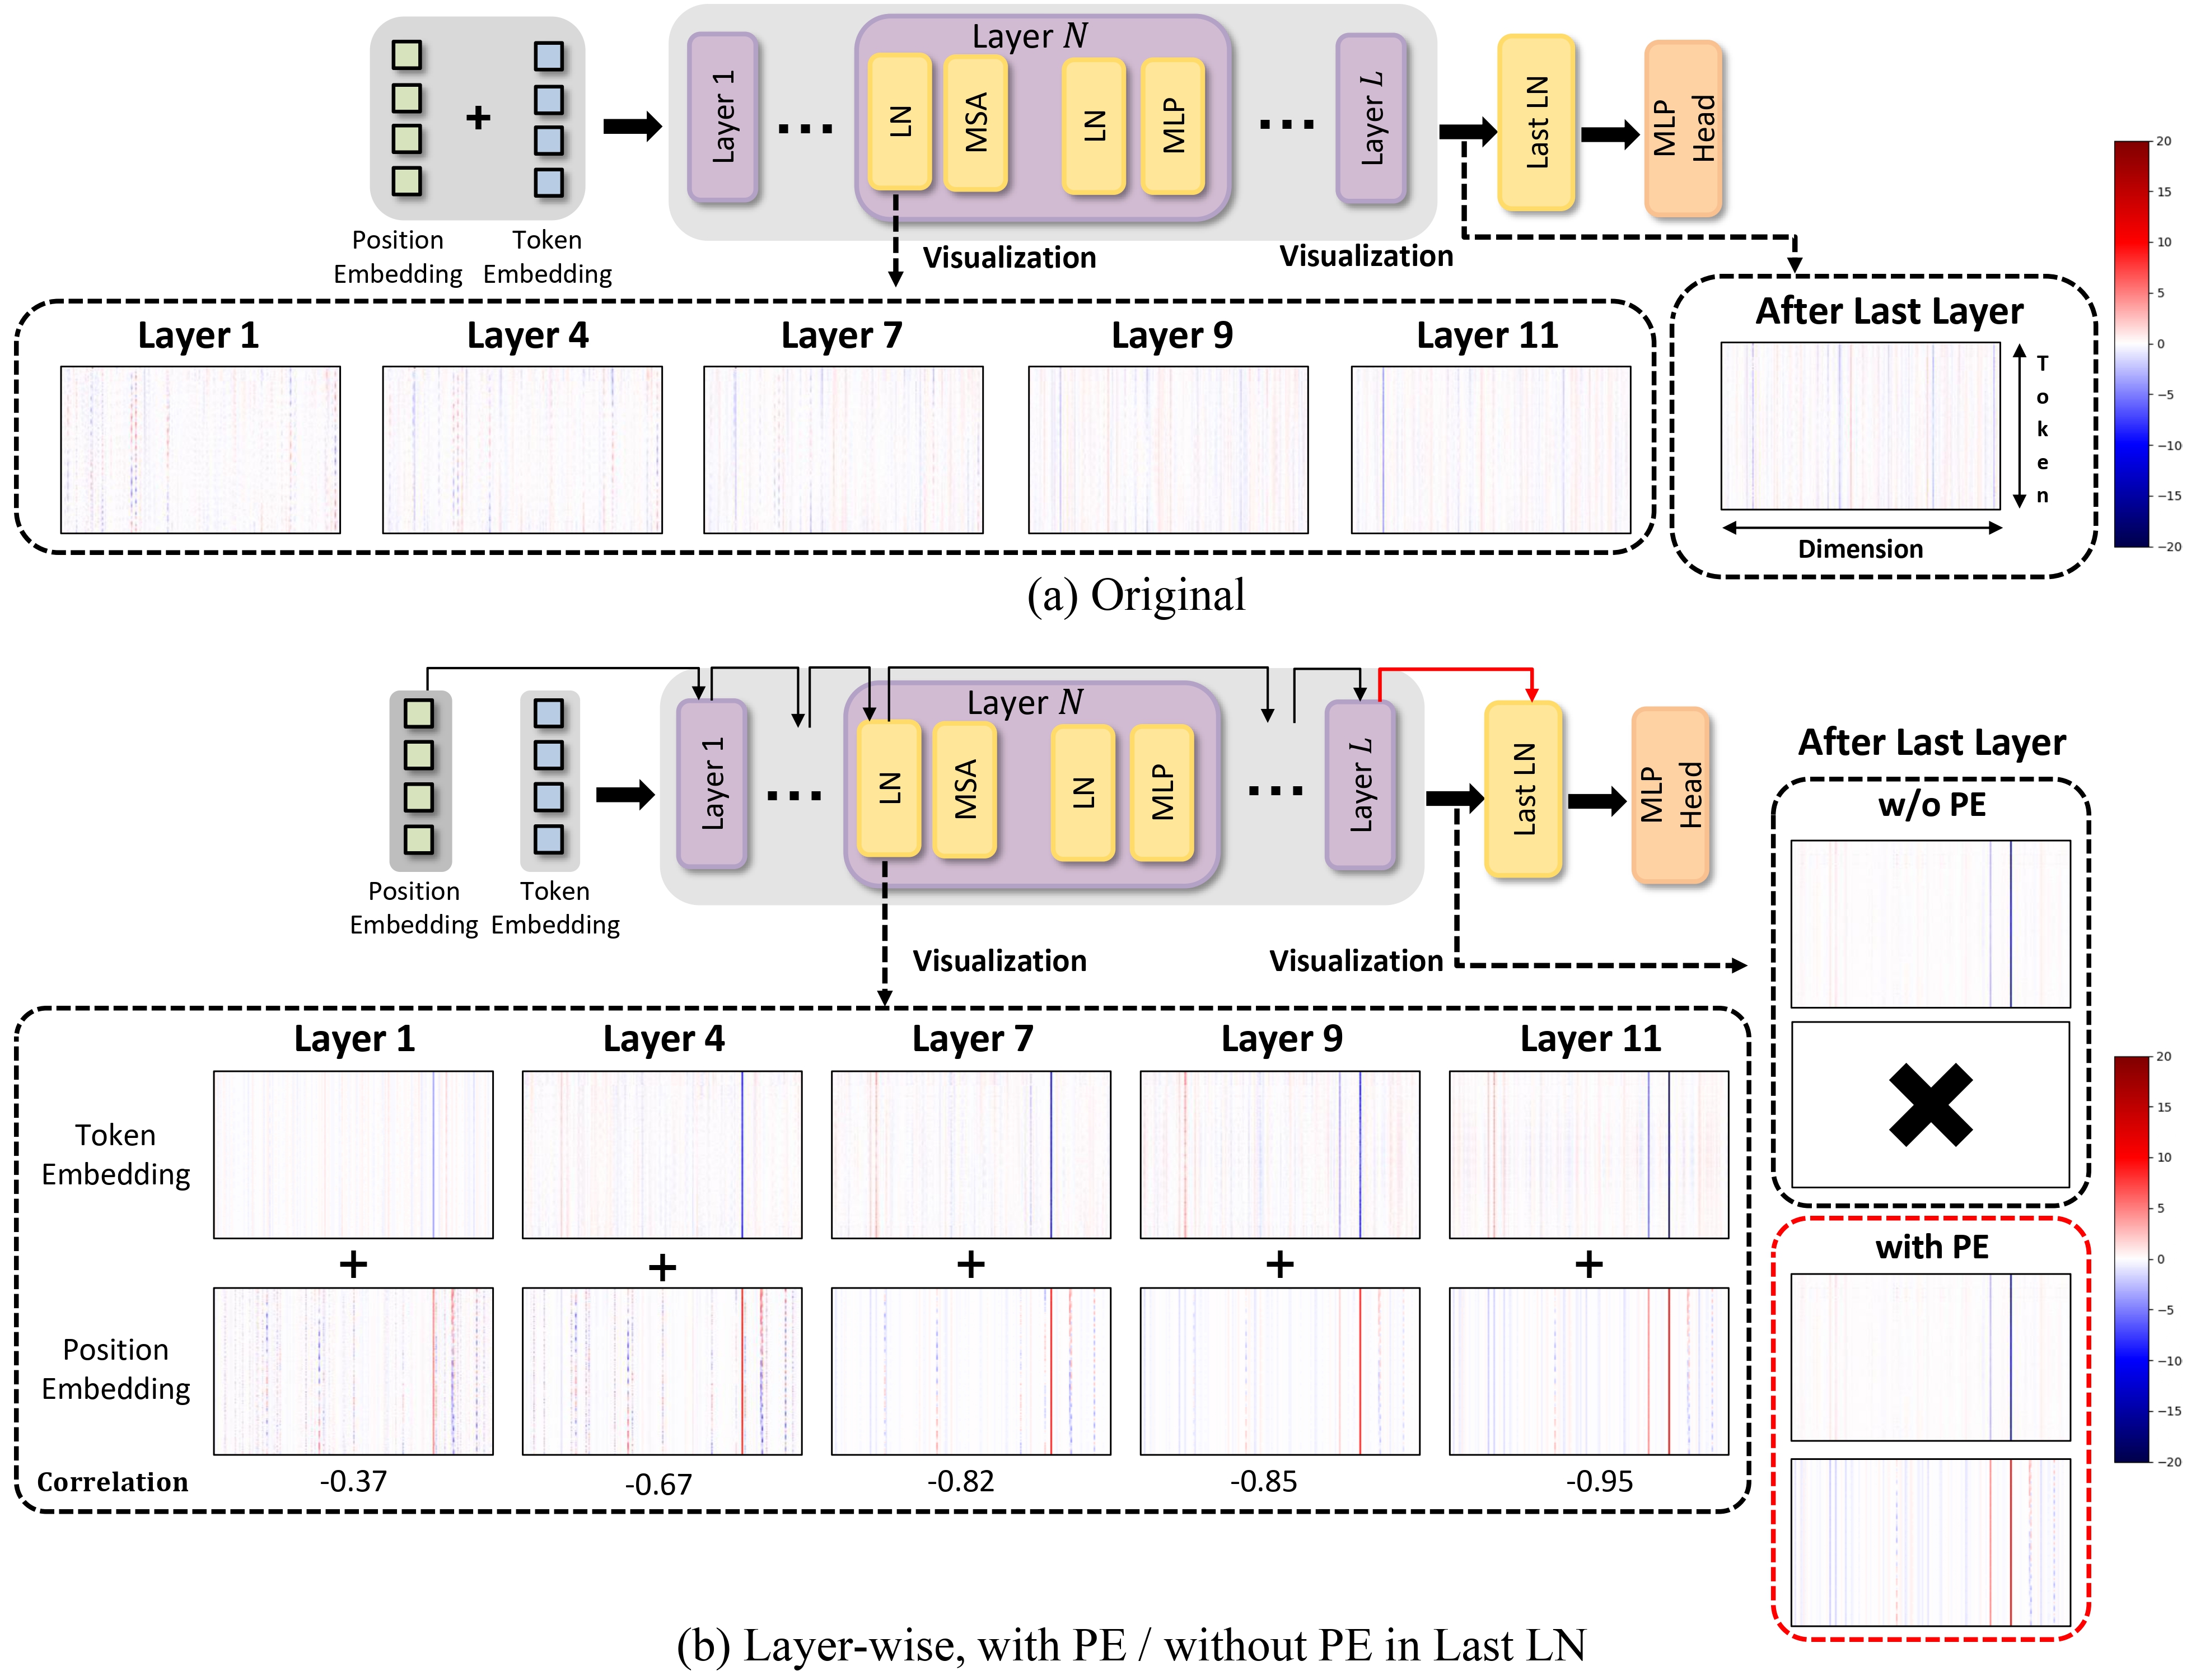 Layer N
Layer 1
LN
MSA
LN
MLP
Layer L
Last LN
MLP
Head
+
...
...
Position
Embedding
Token
Embedding
Visualization
Visualization
Layer 1
Layer 4
Layer 7
Layer 9
Layer 11
After Last Layer
Token
Dimension
20
15
10
5
0
−5
−10
−15
−20
(a) Original
Layer N
Layer 1
...
LN
MSA
LN
MLP
...
Layer L
Last LN
MLP
Head
Position
Embedding
Token
Embedding
Visualization
Visualization
After Last Layer
w/o PE
with PE
Layer 1
Layer 4
Layer 7
Layer 9
Layer 11
Token
Embedding
+
+
+
+
+
Position
Embedding
Correlation
-0.37
-0.67
-0.82
-0.85
-0.95
20
15
10
5
0
−5
−10
−15
−20
(b) Layer-wise, with PE / without PE in Last LN